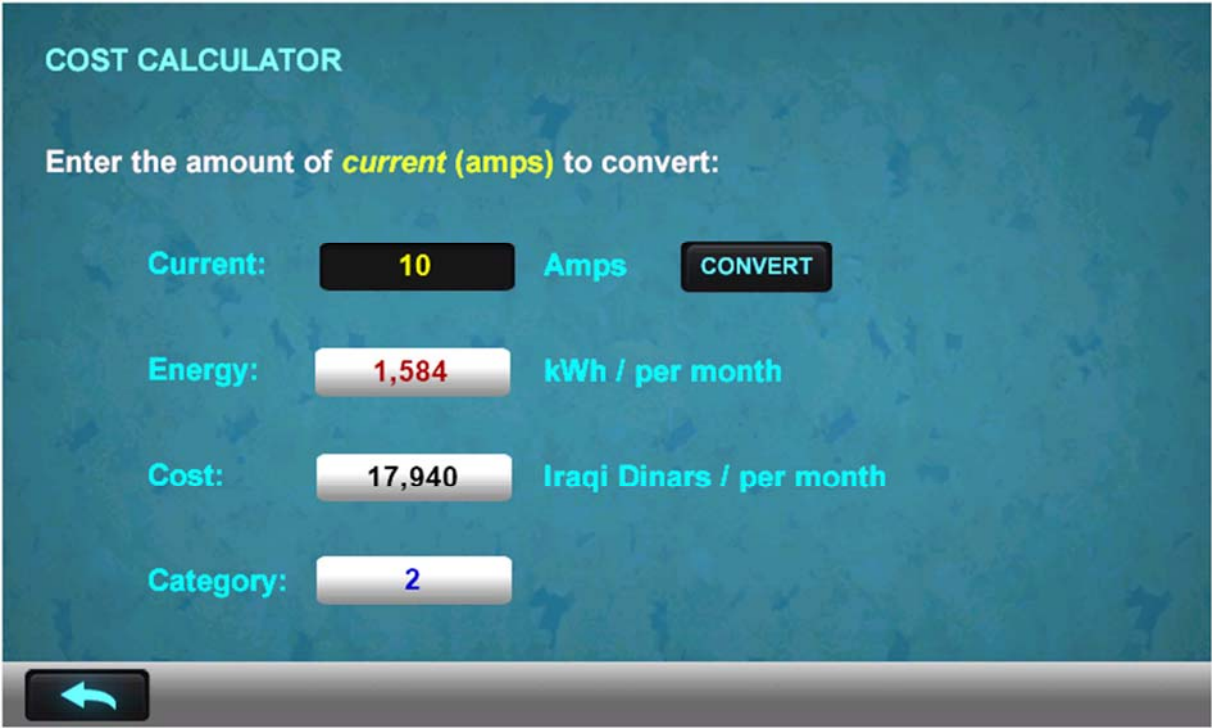 COST CALCULATOR
Enter the amount of current (amps) to convert:
Current: 10 Amps CONVERT
Energy: 1,584 kWh / per month
Cost: 17,940 Iraqi Dinars / per month
Category: 2